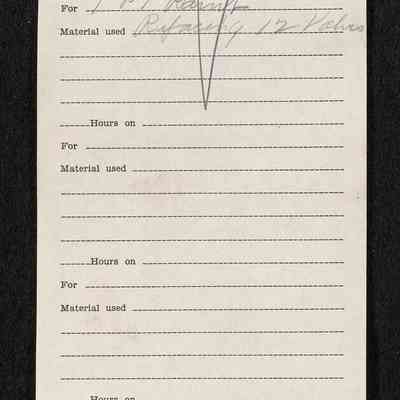 For
Material used Refacing 12 Valves
Hours on
For
Material used
Hours on
For
Material used
Hours on